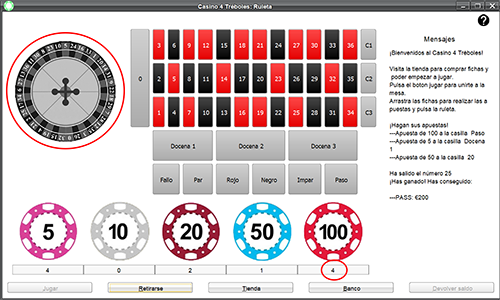 Casino 4 Treboles: Ruleta
3 6 9 12 15 18 21 24 27 30 33 36 C1
0 2 5 8 11 14 17 20 23 26 29 32 35 C2
1 4 7 10 13 16 19 22 25 28 31 34 C3
Docena 1 Docena 2 Docena 3
Fallo Par Rojo Negro Impar Paso
5 10 20 50 100
4 0 2 1 4
Jugar Retirarse Tienda Banco Devolver saldo
?
Mensajes
¡Bienvenidos al Casino 4 Treboles!
Visita la tienda para comprar fichas y
poder empezar a jugar.
Pulsa el botón jugar para unirte a la
mesa.
Arrastra las fichas para realizar las a
puestas y pulsa la ruleta.
¡Hagan sus apuestas!
---Apuesta de 100 a la casilla Paso
---Apuesta de 5 a la casilla Docena
1
---Apuesta de 50 a la casilla 20
Ha salido el número 25
¡Has ganado! Has conseguido:
---PASS: €200